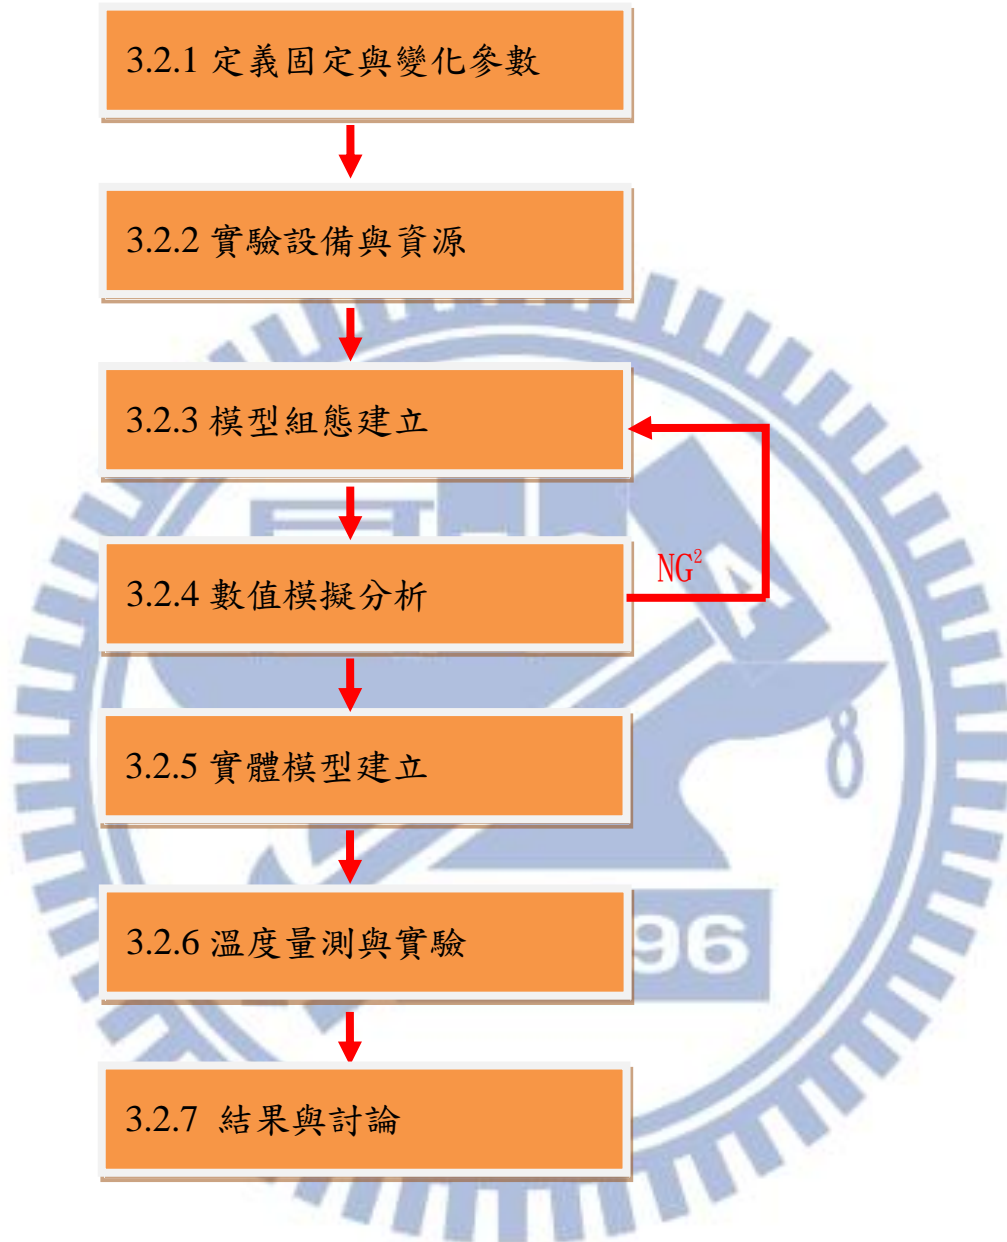 3.2.1 定義固定與變化參數
3.2.2 實驗設備與資源
3.2.3 模型組態建立
3.2.4 數值模擬分析
NG²
3.2.5 實體模型建立
3.2.6 溫度量測與實驗
96
3.2.7 結果與討論